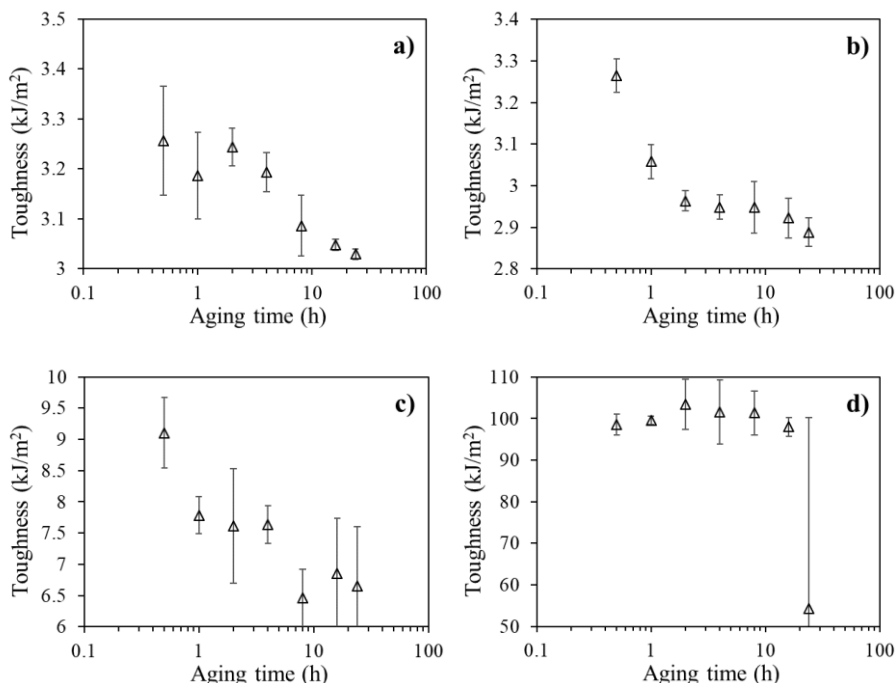 a)
3.5
3.4
3.3
3.2
3.1
3
Toughness (kJ/m²)
0.1 1 10 100
Aging time (h)
b)
3.4
3.3
3.2
3.1
3
2.9
2.8
Toughness (kJ/m²)
0.1 1 10 100
Aging time (h)
c)
10
9.5
9
8.5
8
7.5
7
6.5
6
Toughness (kJ/m²)
0.1 1 10 100
Aging time (h)
d)
110
100
90
80
70
60
50
Toughness (kJ/m²)
0.1 1 10 100
Aging time (h)